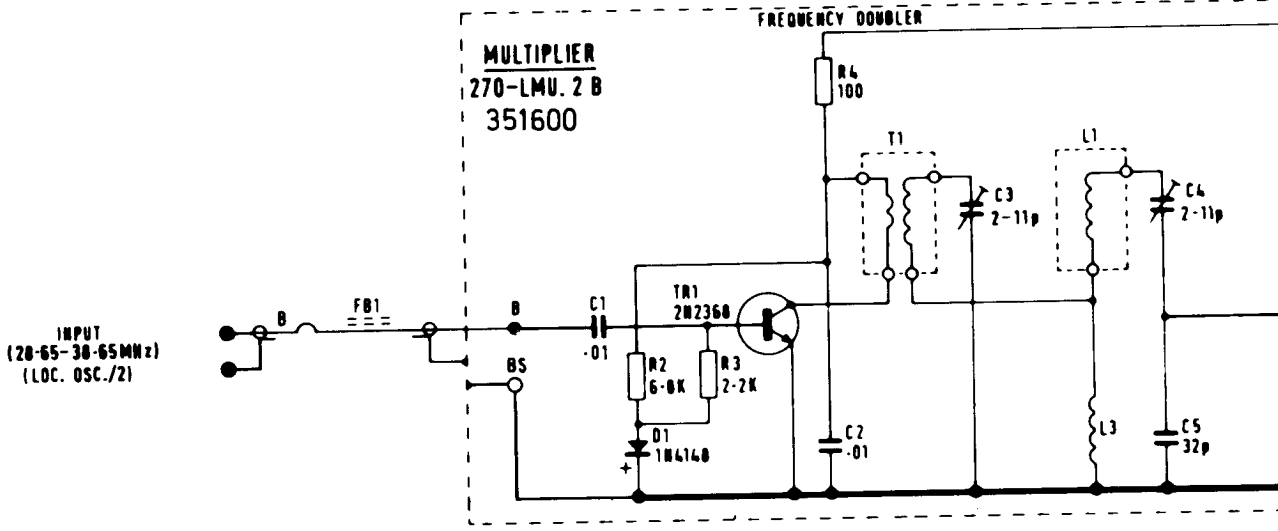 FREQUENCY DOUBLER
MULTIPLIER
270-LMU. 2 B
351600
R4
100
T1
L1
C3
2-11p
C4
2-11p
INPUT
(28·65-38·65MHz)
(LOC. OSC./2)
B
FB1
B
BS
C1
·01
TR1
2N2368
R2
6·8K
R3
2·2K
D1
1N4148
+
C2
·01
L3
C5
32p